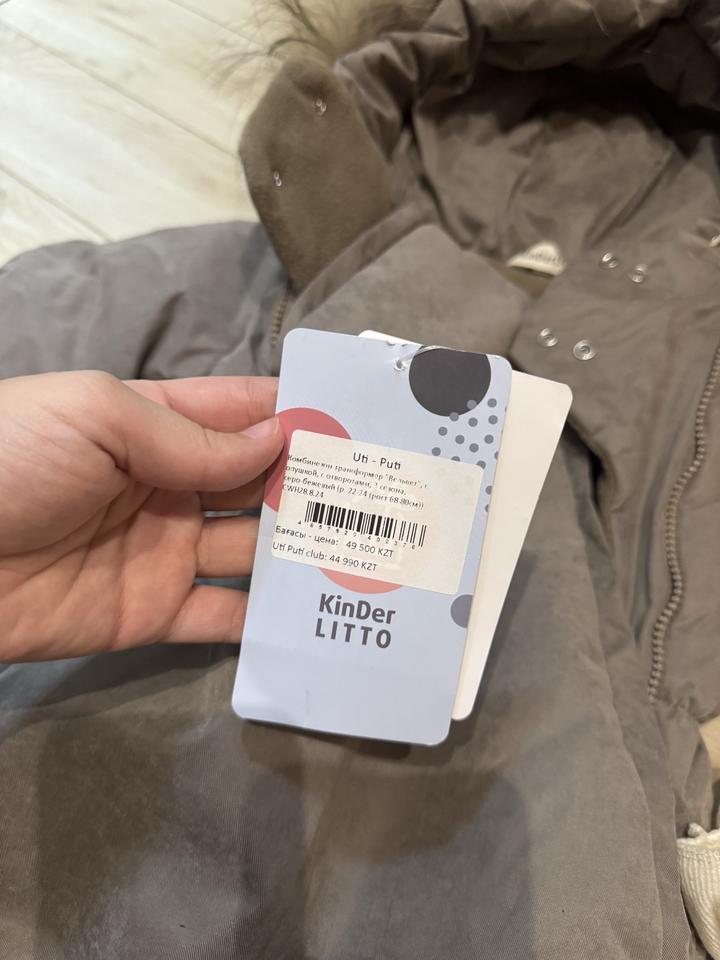 Uti - Puti
Комбинезон трансформер "Вельвет", с
опушкой, с отворотами, 3 сезона,
серо-бежевый (р. 22-24 (рост 68-80см))
CWH28.8.24
Бағасы - цена: 49 500 KZT
Uti Puti club: 44 990 KZT
KinDer
LITTO